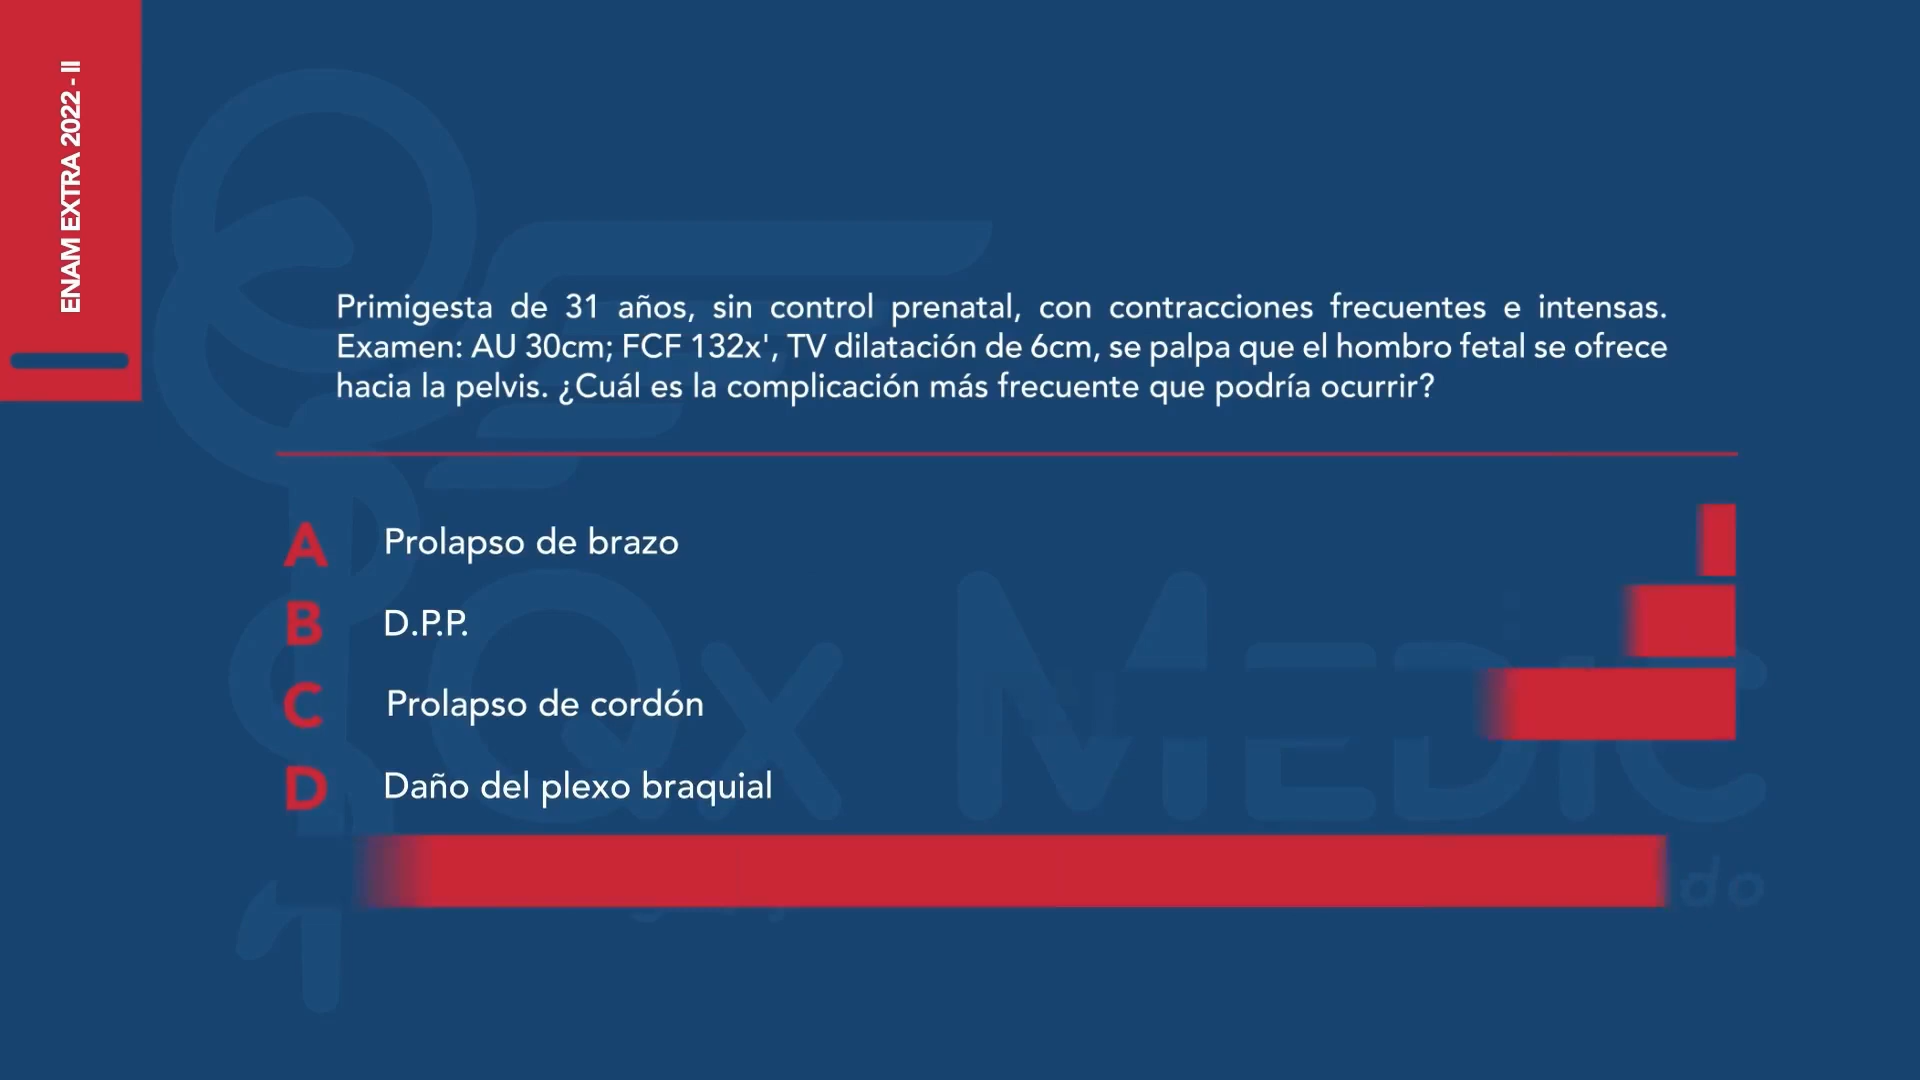 ENAM EXTRA 2022 - II
Primigesta de 31 años, sin control prenatal, con contracciones frecuentes e intensas.
Examen: AU 30cm; FCF 132x', TV dilatación de 6cm, se palpa que el hombro fetal se ofrece
hacia la pelvis. ¿Cuál es la complicación más frecuente que podría ocurrir?
A Prolapso de brazo
B D.P.P.
C Prolapso de cordón
D Daño del plexo braquial
Qx MEDIC